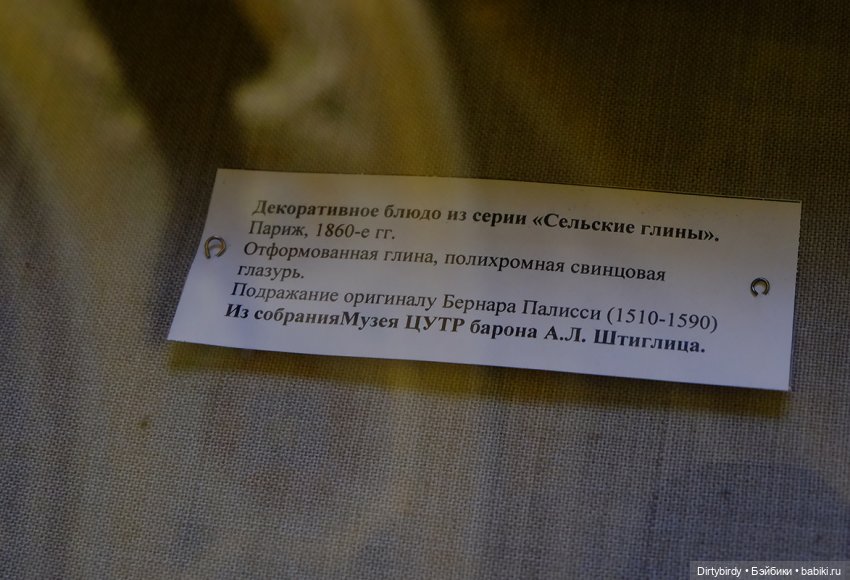 Декоративное блюдо из серии «Сельские глины».
Париж, 1860-е гг.
Отформованная глина, полихромная свинцовая
глазурь.
Подражание оригиналу Бернара Палисси (1510-1590)
Из собранияМузея ЦУТР барона А.Л. Штиглица.
Dirtybirdy • Бэйбики • babiki.ru